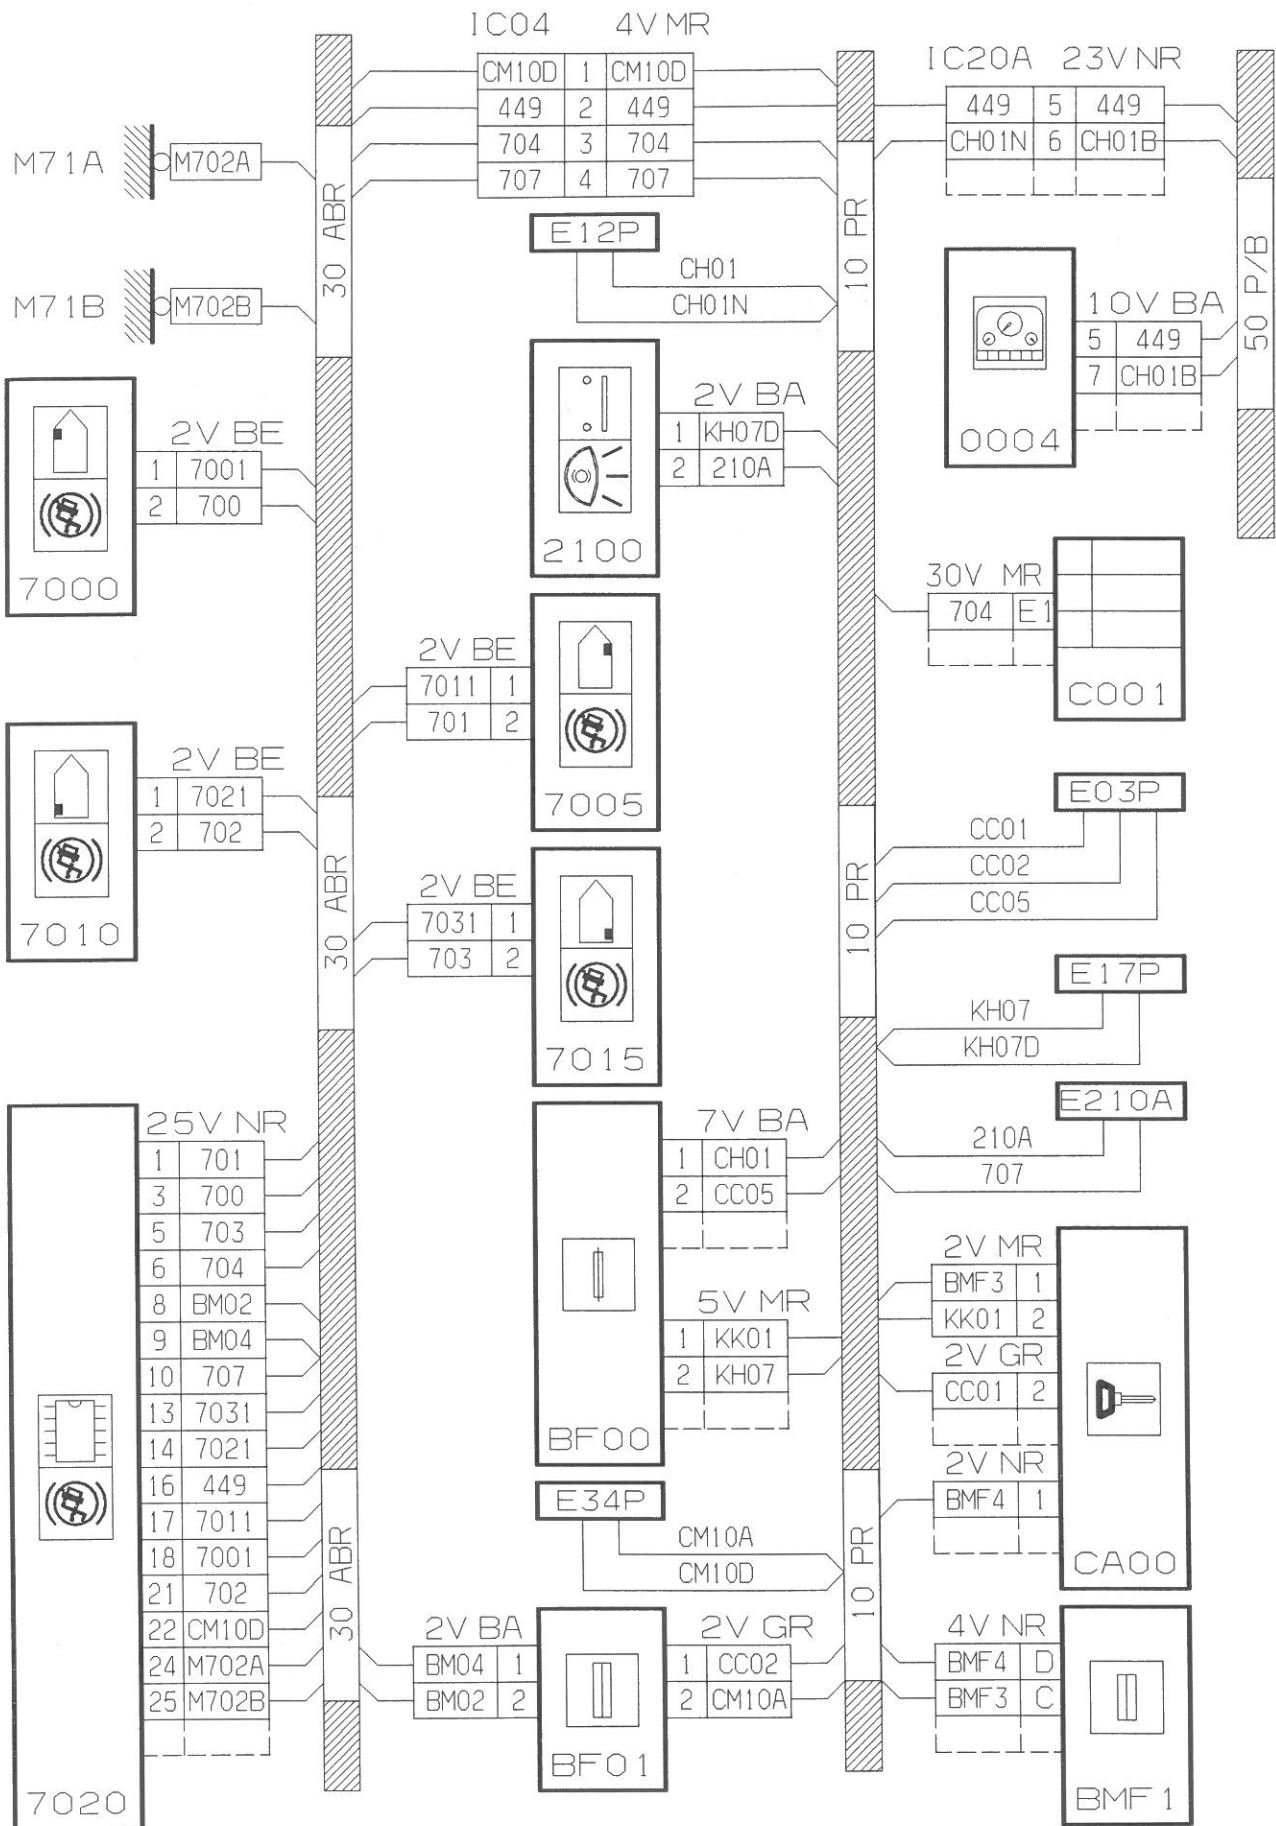 IC04 4V MR
CM10D 1 CM10D
449 2 449
704 3 704
707 4 707
IC20A 23V NR
449 5 449
CH01N 6 CH01B
M71A M702A
M71B M702B
30 ABR
10 PR
50 P/B
E12P
CH01
CH01N
10V BA
5 449
7 CH01B
0004
2V BE
1 7001
2 700
7000
2V BA
1 KH07D
2 210A
2100
30V MR
704 E1
C001
2V BE
7011 1
701 2
7005
2V BE
1 7021
2 702
7010
E03P
CC01
CC02
CC05
30 ABR
10 PR
2V BE
7031 1
703 2
7015
E17P
KH07
KH07D
E210A
210A
707
25V NR
1 701
3 700
5 703
6 704
8 BM02
9 BM04
10 707
13 7031
14 7021
16 449
17 7011
18 7001
21 702
22 CM10D
24 M702A
25 M702B
7020
7V BA
1 CH01
2 CC05
5V MR
1 KK01
2 KH07
BF00
2V MR
BMF3 1
KK01 2
2V GR
CC01 2
2V NR
BMF4 1
CA00
E34P
CM10A
CM10D
30 ABR
10 PR
2V BA
BM04 1
BM02 2
2V GR
1 CC02
2 CM10A
BF01
4V NR
BMF4 D
BMF3 C
BMF1